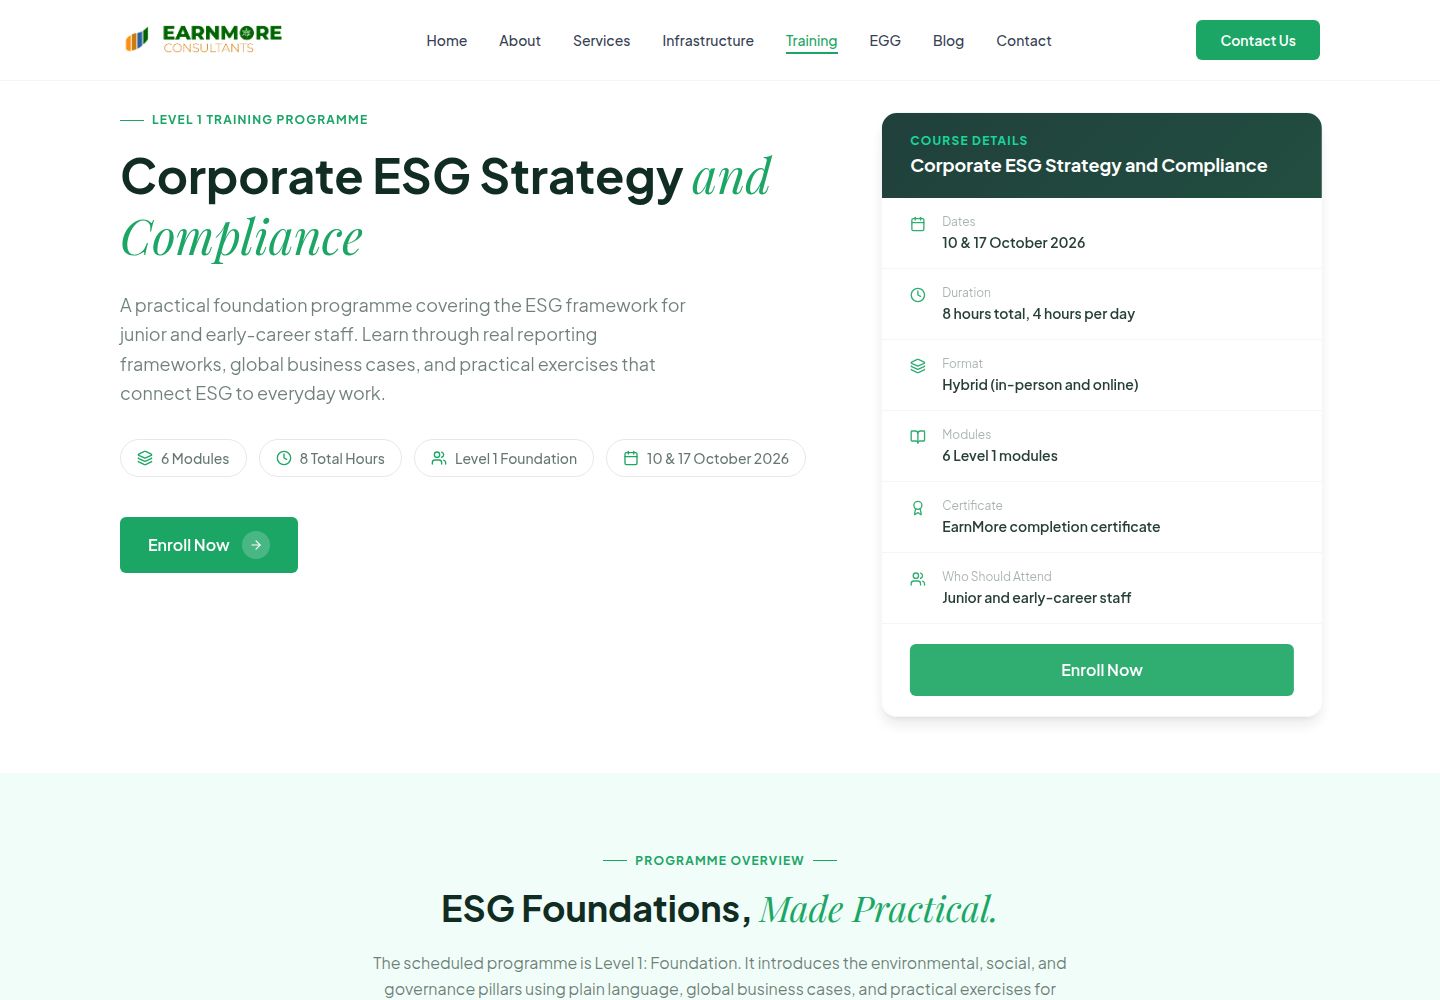 EARNMORE
CONSULTANTS
Home
About
Services
Infrastructure
Training
EGG
Blog
Contact
Contact Us
LEVEL 1 TRAINING PROGRAMME
Corporate ESG Strategy and
Compliance
A practical foundation programme covering the ESG framework for
junior and early-career staff. Learn through real reporting
frameworks, global business cases, and practical exercises that
connect ESG to everyday work.
6 Modules
8 Total Hours
Level 1 Foundation
10 & 17 October 2026
Enroll Now
COURSE DETAILS
Corporate ESG Strategy and Compliance
Dates
10 & 17 October 2026
Duration
8 hours total, 4 hours per day
Format
Hybrid (in-person and online)
Modules
6 Level 1 modules
Certificate
EarnMore completion certificate
Who Should Attend
Junior and early-career staff
Enroll Now
PROGRAMME OVERVIEW
ESG Foundations, Made Practical.
The scheduled programme is Level 1: Foundation. It introduces the environmental, social, and
governance pillars using plain language, global business cases, and practical exercises for